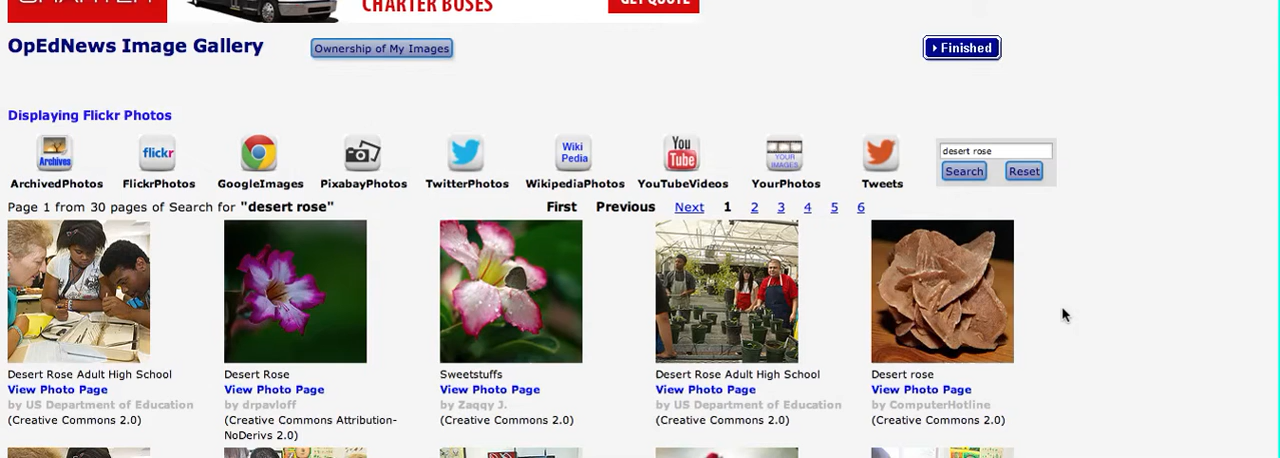 CHARTER BUSES
GET QUOTE
OpEdNews Image Gallery
Ownership of My Images
Finished
Displaying Flickr Photos
Archives
flickr
Wiki
Pedia
You
Tube
YOUR
IMAGES
desert rose
Search
Reset
ArchivedPhotos
FlickrPhotos
GoogleImages
PixabayPhotos
TwitterPhotos
WikipediaPhotos
YouTubeVideos
YourPhotos
Tweets
Page 1 from 30 pages of Search for "desert rose"
First Previous Next 1 2 3 4 5 6
Desert Rose Adult High School
View Photo Page
by US Department of Education
(Creative Commons 2.0)
Desert Rose
View Photo Page
by drpavloff
(Creative Commons Attribution-
NoDerivs 2.0)
Sweetstuffs
View Photo Page
by Zaqqy J.
(Creative Commons 2.0)
Desert Rose Adult High School
View Photo Page
by US Department of Education
(Creative Commons 2.0)
Desert rose
View Photo Page
by ComputerHotline
(Creative Commons 2.0)